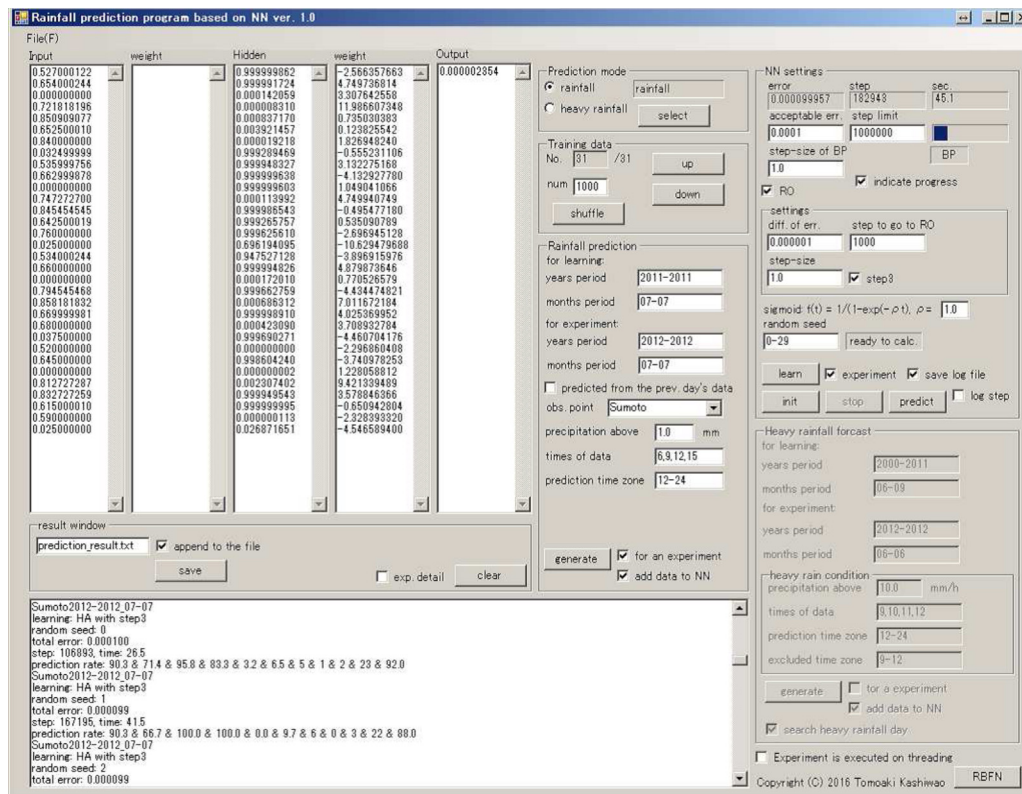 Rainfall prediction program based on NN ver. 1.0
File(F)
Input
weight
Hidden
weight
Output
0.527000122
0.654000244
0.000000000
0.721818196
0.850909077
0.652500010
0.840000000
0.032499999
0.535999756
0.662999878
0.000000000
0.747272700
0.845454545
0.642500019
0.760000000
0.025000000
0.534000244
0.660000000
0.000000000
0.794545468
0.858181832
0.669999981
0.680000000
0.037500000
0.520000000
0.645000000
0.000000000
0.812727287
0.832727259
0.615000010
0.590000000
0.025000000
0.999999862
0.999991724
0.000142059
0.000008310
0.000837170
0.003921457
0.000019218
0.999289469
0.999948327
0.999999638
0.999999603
0.000113992
0.999986543
0.999265757
0.999625610
0.696194095
0.947527128
0.999994826
0.000172010
0.999662759
0.000686312
0.999998910
0.000423090
0.999690271
0.000000000
0.998604240
0.000000002
0.002307402
0.999949543
0.999999995
0.000000113
0.026871651
-2.566357663
4.749736814
3.307642558
11.986607348
0.735030383
0.123825542
1.826948240
-0.555231106
3.132275168
-4.132927780
1.049041066
4.749940749
-0.495477180
0.535090789
-2.696945128
-10.629479688
-3.896915976
4.879873646
0.770526579
-4.434474821
7.011672184
4.025369952
3.708932784
-4.460704176
-2.296860408
-3.740978253
1.228058812
9.421339489
3.578846366
-0.650942804
-2.328393320
-4.546589400
0.000002354
Prediction mode
rainfall
rainfall
heavy rainfall
select
Training data
No. 31 /31
up
num 1000
down
shuffle
Rainfall prediction
for learning:
years period 2011-2011
months period 07-07
for experiment:
years period 2012-2012
months period 07-07
predicted from the prev. day's data
obs. point Sumoto
precipitation above 1.0 mm
times of data 6,9,12,15
prediction time zone 12-24
generate
for an experiment
add data to NN
NN settings
error
step
sec.
0.000099957
182943
45.1
acceptable err.
step limit
0.0001
1000000
step-size of BP
BP
1.0
indicate progress
RO
settings
diff. of err.
step to go to RO
0.000001
1000
step-size
1.0
step3
sigmoid: f(t) = 1/(1-exp(-ρt), ρ= 1.0
random seed
0-29
ready to calc.
learn
experiment
save log file
init
stop
predict
log step
Heavy rainfall forcast
for learning:
years period 2000-2011
months period 06-09
for experiment:
years period 2012-2012
months period 06-06
heavy rain condition
precipitation above 10.0 mm/h
times of data 9,10,11,12
prediction time zone 12-24
excluded time zone 9-12
generate
for a experiment
add data to NN
search heavy rainfall day
Experiment is executed on threading
Copyright (C) 2016 Tomoaki Kashiwao
RBFN
result window
prediction_result.txt
append to the file
save
exp. detail
clear
Sumoto2012-2012_07-07
learning: HA with step3
random seed: 0
total error: 0.000100
step: 106893, time: 26.5
prediction rate: 90.3 & 71.4 & 95.8 & 83.3 & 3.2 & 6.5 & 5 & 1 & 2 & 23 & 92.0
Sumoto2012-2012_07-07
learning: HA with step3
random seed: 1
total error: 0.000099
step: 167195, time: 41.5
prediction rate: 90.3 & 66.7 & 100.0 & 100.0 & 0.0 & 9.7 & 6 & 0 & 3 & 22 & 88.0
Sumoto2012-2012_07-07
learning: HA with step3
random seed: 2
total error: 0.000099